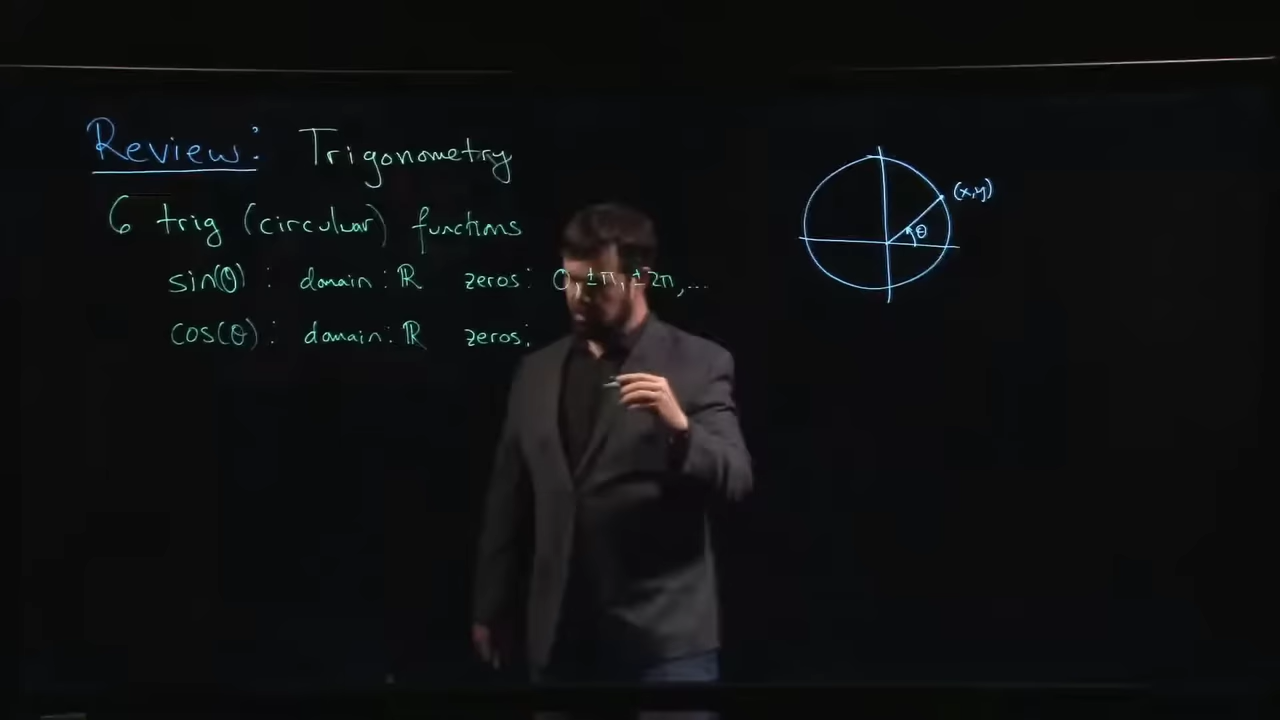 Review: Trigonometry
6 trig (circular) functions
sin(θ): domain: ℝ zeros: 0, ±π, ±2π, ...
cos(θ): domain: ℝ zeros:
(x,y)
θ